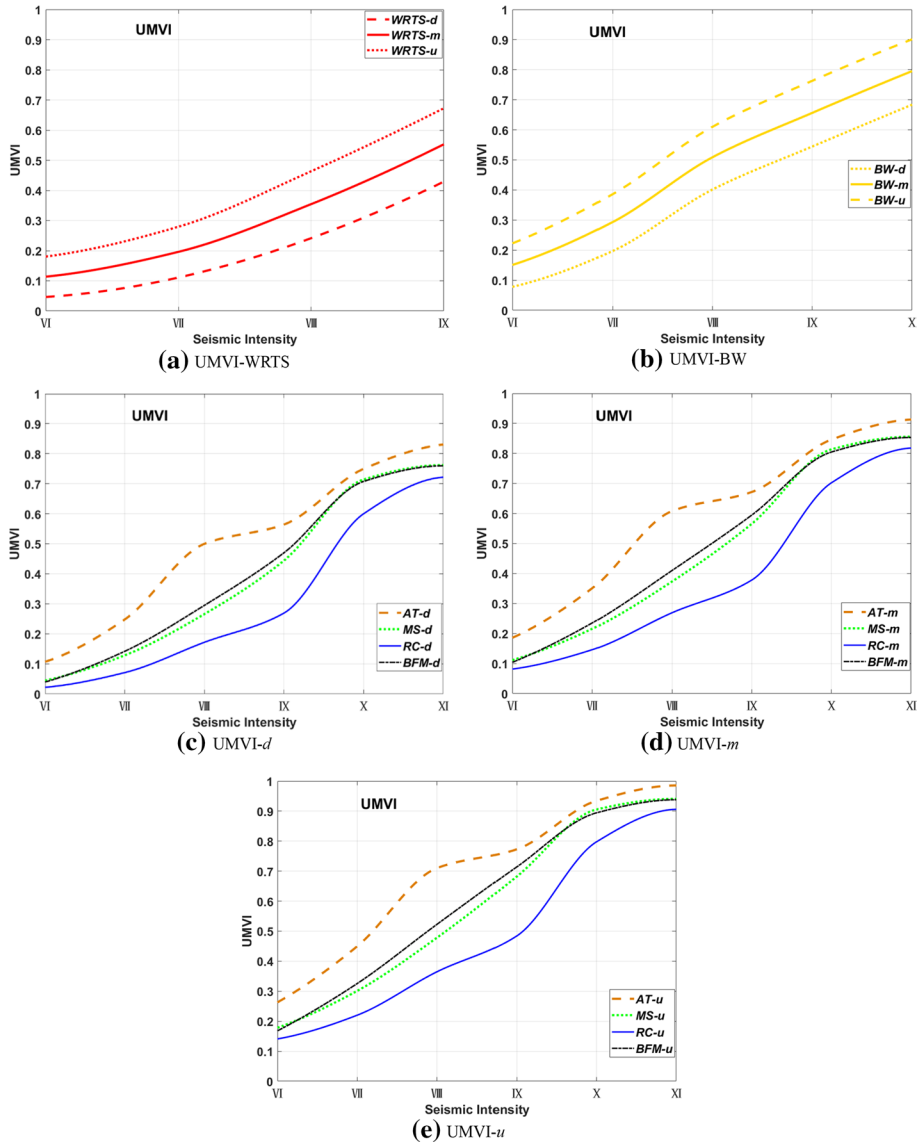 UMVI
WRTS-d
WRTS-m
WRTS-u
1
0.9
0.8
0.7
0.6
0.5
0.4
0.3
0.2
0.1
0
UMVI
Ⅵ Ⅶ Ⅷ Ⅸ
Seismic Intensity
(a) UMVI-WRTS
UMVI
1
0.9
0.8
0.7
0.6
0.5
0.4
0.3
0.2
0.1
0
UMVI
BW-d
BW-m
BW-u
Ⅵ Ⅶ Ⅷ Ⅸ Ⅹ
Seismic Intensity
(b) UMVI-BW
UMVI
1
0.9
0.8
0.7
0.6
0.5
0.4
0.3
0.2
0.1
0
UMVI
AT-d
MS-d
RC-d
BFM-d
Ⅵ Ⅶ Ⅷ Ⅸ Ⅹ Ⅺ
Seismic Intensity
(c) UMVI-d
UMVI
1
0.9
0.8
0.7
0.6
0.5
0.4
0.3
0.2
0.1
0
UMVI
AT-m
MS-m
RC-m
BFM-m
Ⅵ Ⅶ Ⅷ Ⅸ Ⅹ Ⅺ
Seismic Intensity
(d) UMVI-m
UMVI
1
0.9
0.8
0.7
0.6
0.5
0.4
0.3
0.2
0.1
0
UMVI
AT-u
MS-u
RC-u
BFM-u
Ⅵ Ⅶ Ⅷ Ⅸ Ⅹ Ⅺ
Seismic Intensity
(e) UMVI-u